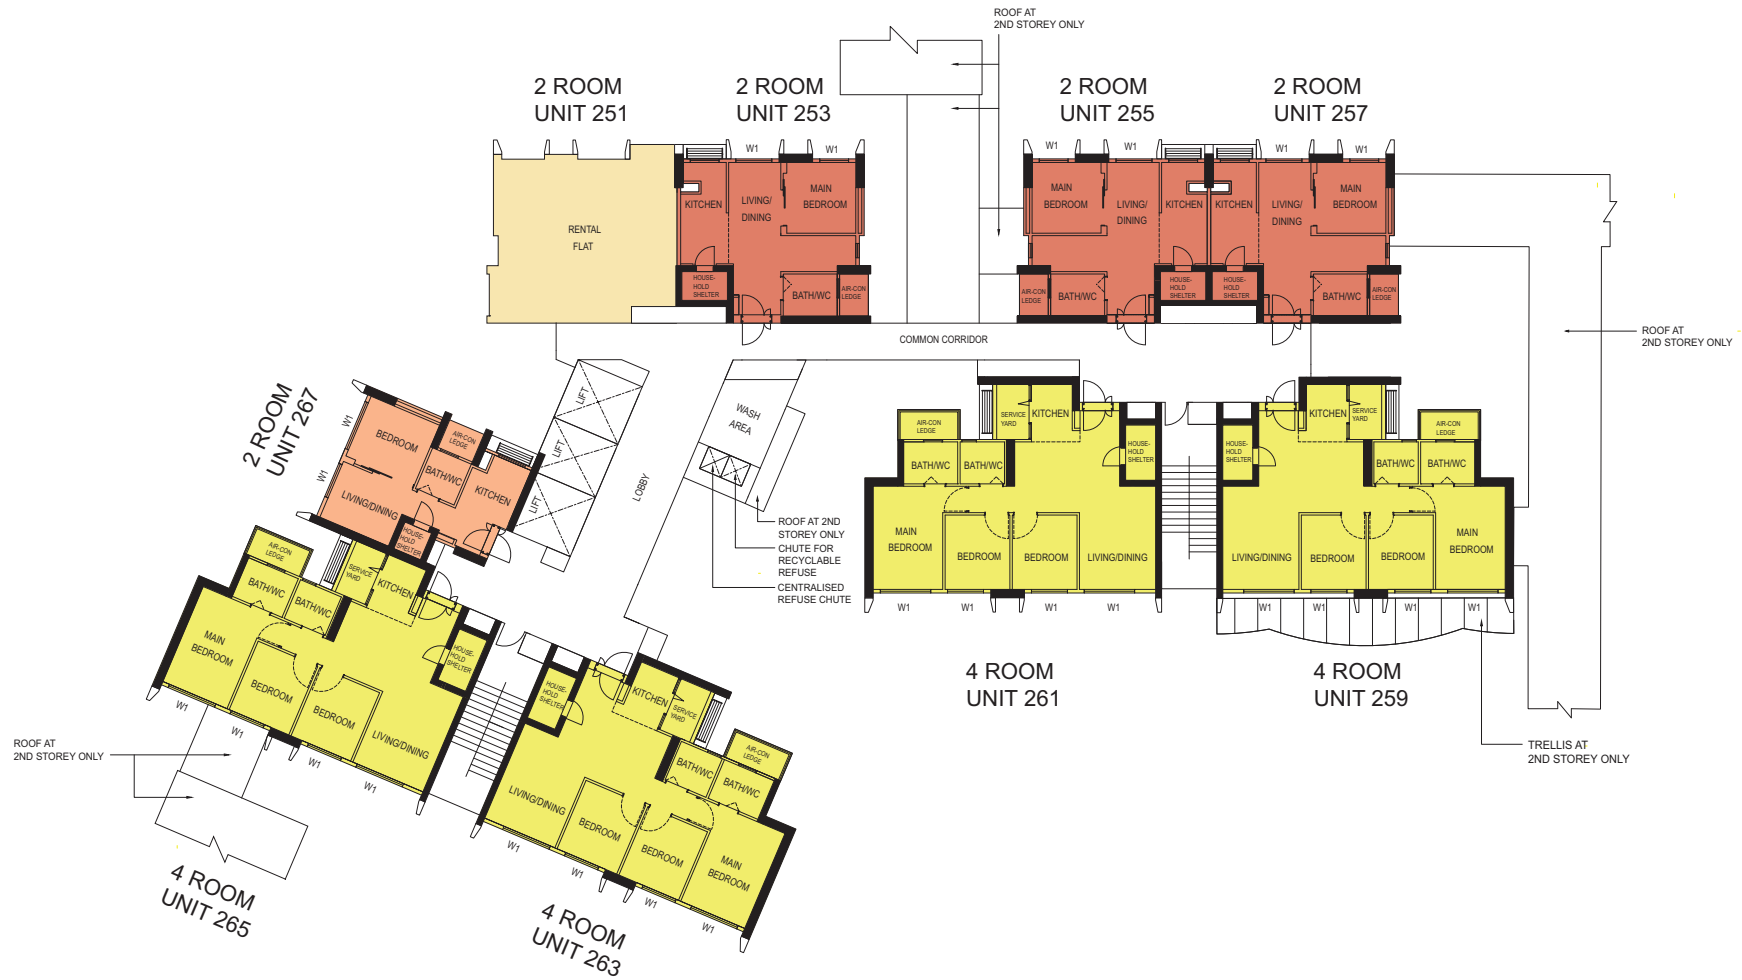 ROOF AT
2ND STOREY ONLY
2 ROOM
UNIT 251
2 ROOM
UNIT 253
2 ROOM
UNIT 255
2 ROOM
UNIT 257
W1
W1
W1
W1
W1
W1
RENTAL
FLAT
KITCHEN
LIVING/
DINING
MAIN
BEDROOM
HOUSE-
HOLD
SHELTER
BATH/WC
AIR-CON
LEDGE
MAIN
BEDROOM
LIVING/
DINING
KITCHEN
AIR-CON
LEDGE
BATH/WC
HOUSE-
HOLD
SHELTER
KITCHEN
LIVING/
DINING
MAIN
BEDROOM
HOUSE-
HOLD
SHELTER
BATH/WC
AIR-CON
LEDGE
ROOF AT
2ND STOREY ONLY
COMMON CORRIDOR
2 ROOM
UNIT 267
W1
W1
BEDROOM
AIR-CON
LEDGE
BATH/WC
KITCHEN
LIVING/DINING
HOUSE-
HOLD
SHELTER
LIFT
LIFT
LIFT
LOBBY
WASH
AREA
ROOF AT 2ND
STOREY ONLY
CHUTE FOR
RECYCLABLE
REFUSE
CENTRALISED
REFUSE CHUTE
AIR-CON
LEDGE
SERVICE
YARD
KITCHEN
BATH/WC
BATH/WC
HOUSE-
HOLD
SHELTER
MAIN
BEDROOM
BEDROOM
BEDROOM
LIVING/DINING
W1
W1
W1
W1
4 ROOM
UNIT 261
KITCHEN
SERVICE
YARD
AIR-CON
LEDGE
HOUSE-
HOLD
SHELTER
BATH/WC
BATH/WC
LIVING/DINING
BEDROOM
BEDROOM
MAIN
BEDROOM
W1
W1
W1
W1
4 ROOM
UNIT 259
TRELLIS AT
2ND STOREY ONLY
AIR-CON
LEDGE
SERVICE
YARD
KITCHEN
BATH/WC
BATH/WC
HOUSE-
HOLD
SHELTER
MAIN
BEDROOM
BEDROOM
BEDROOM
LIVING/DINING
W1
W1
W1
W1
ROOF AT
2ND STOREY ONLY
4 ROOM
UNIT 265
HOUSE-
HOLD
SHELTER
KITCHEN
SERVICE
YARD
AIR-CON
LEDGE
BATH/WC
BATH/WC
LIVING/DINING
BEDROOM
BEDROOM
MAIN
BEDROOM
W1
W1
W1
W1
4 ROOM
UNIT 263